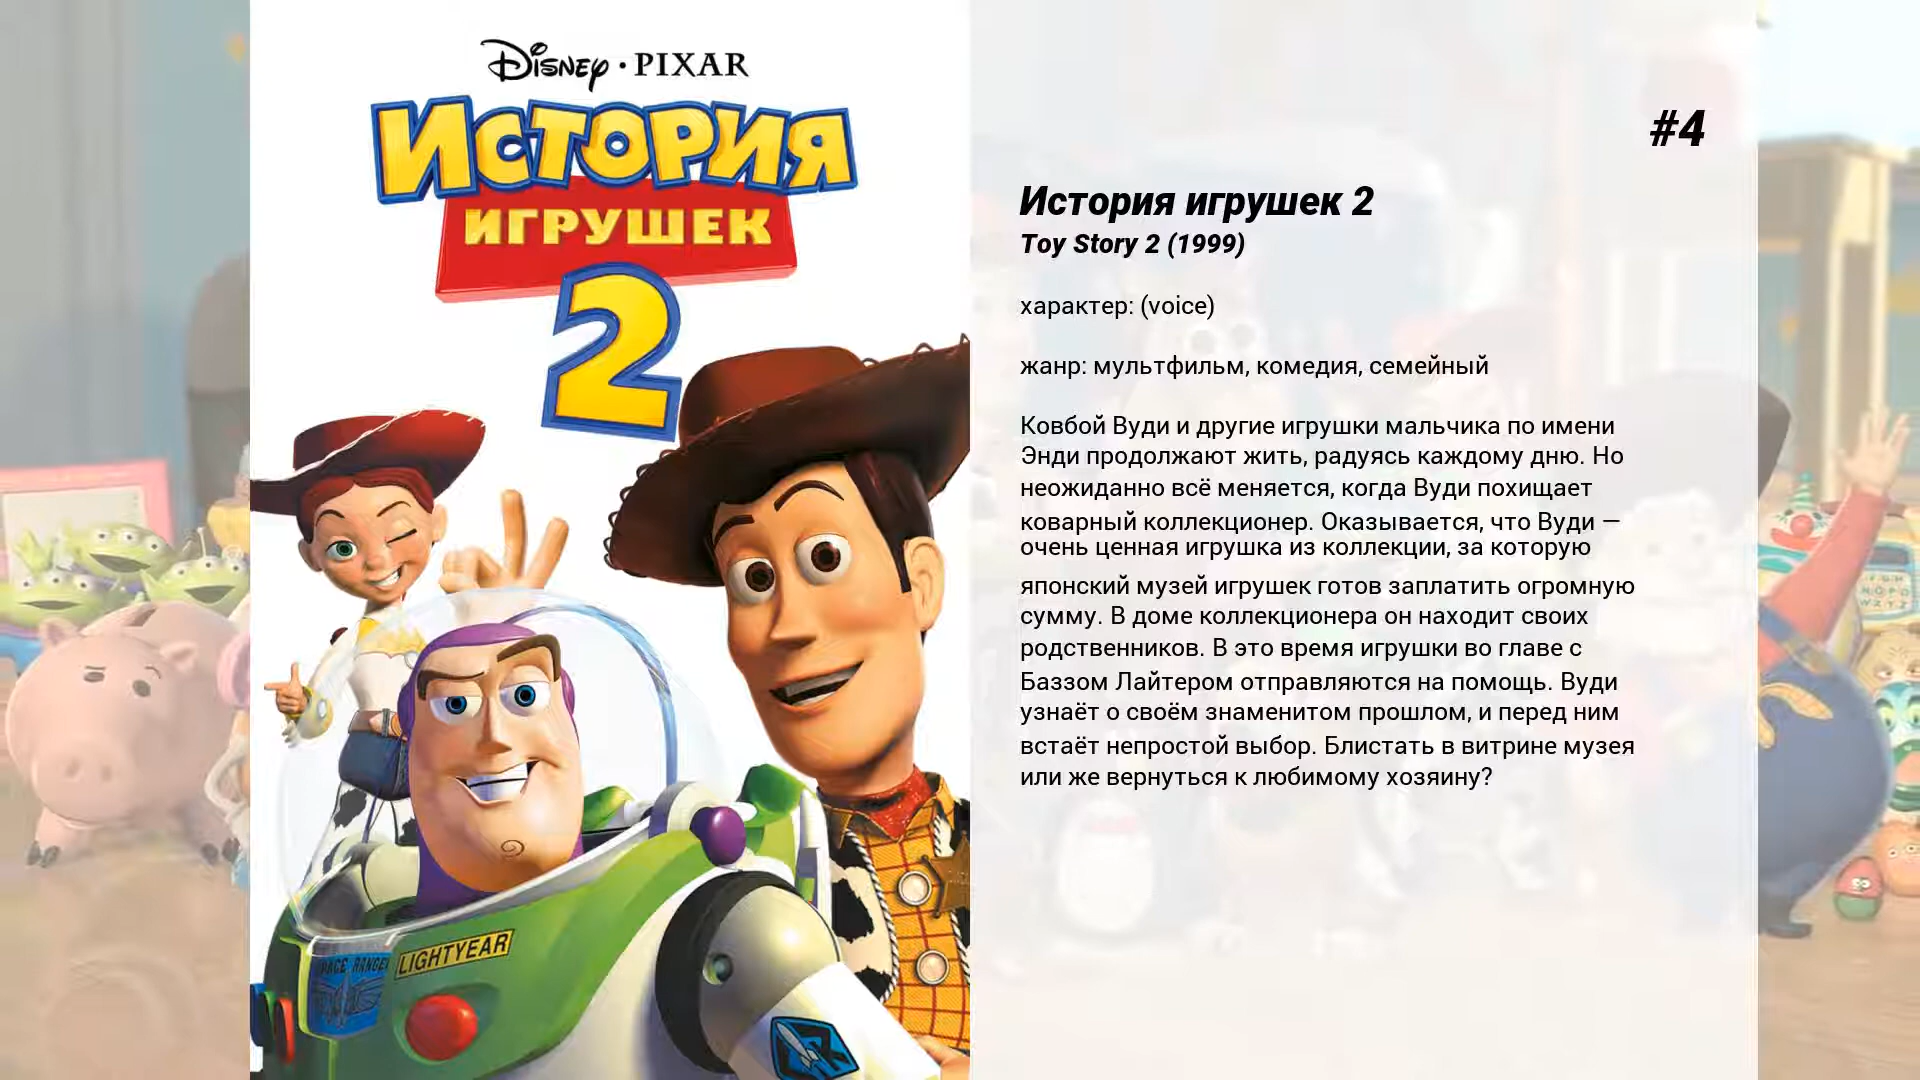 Disney · PIXAR
История
ИГРУШЕК
2
#4
История игрушек 2
Toy Story 2 (1999)
характер: (voice)
жанр: мультфильм, комедия, семейный
Ковбой Вуди и другие игрушки мальчика по имени
Энди продолжают жить, радуясь каждому дню. Но
неожиданно всё меняется, когда Вуди похищает
коварный коллекционер. Оказывается, что Вуди —
очень ценная игрушка из коллекции, за которую
японский музей игрушек готов заплатить огромную
сумму. В доме коллекционера он находит своих
родственников. В это время игрушки во главе с
Баззом Лайтером отправляются на помощь. Вуди
узнаёт о своём знаменитом прошлом, и перед ним
встаёт непростой выбор. Блистать в витрине музея
или же вернуться к любимому хозяину?
LIGHTYEAR
SPACE RANGER